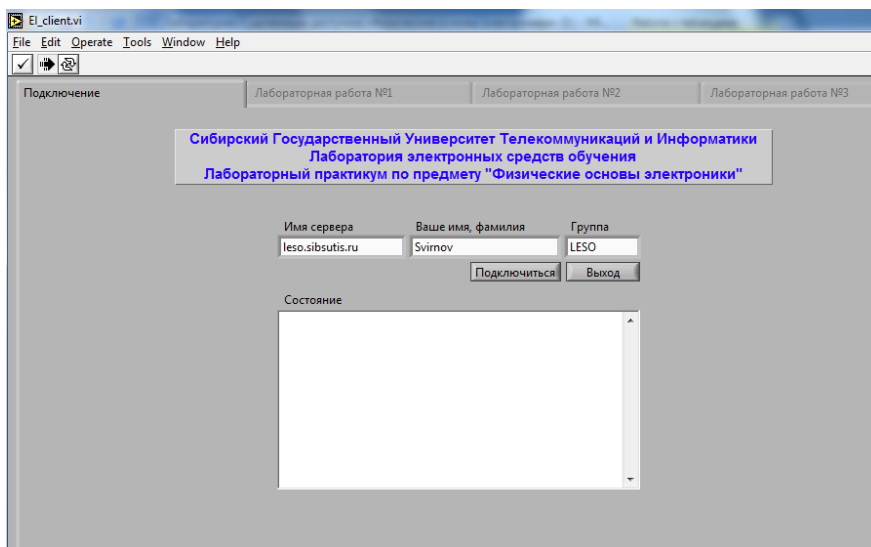 El_client.vi
File Edit Operate Tools Window Help
Подключение Лабораторная работа №1 Лабораторная работа №2 Лабораторная работа №3
Сибирский Государственный Университет Телекоммуникаций и Информатики
Лаборатория электронных средств обучения
Лабораторный практикум по предмету "Физические основы электроники"
Имя сервера Ваше имя, фамилия Группа
leso.sibsutis.ru Svirnov LESO
Подключиться Выход
Состояние